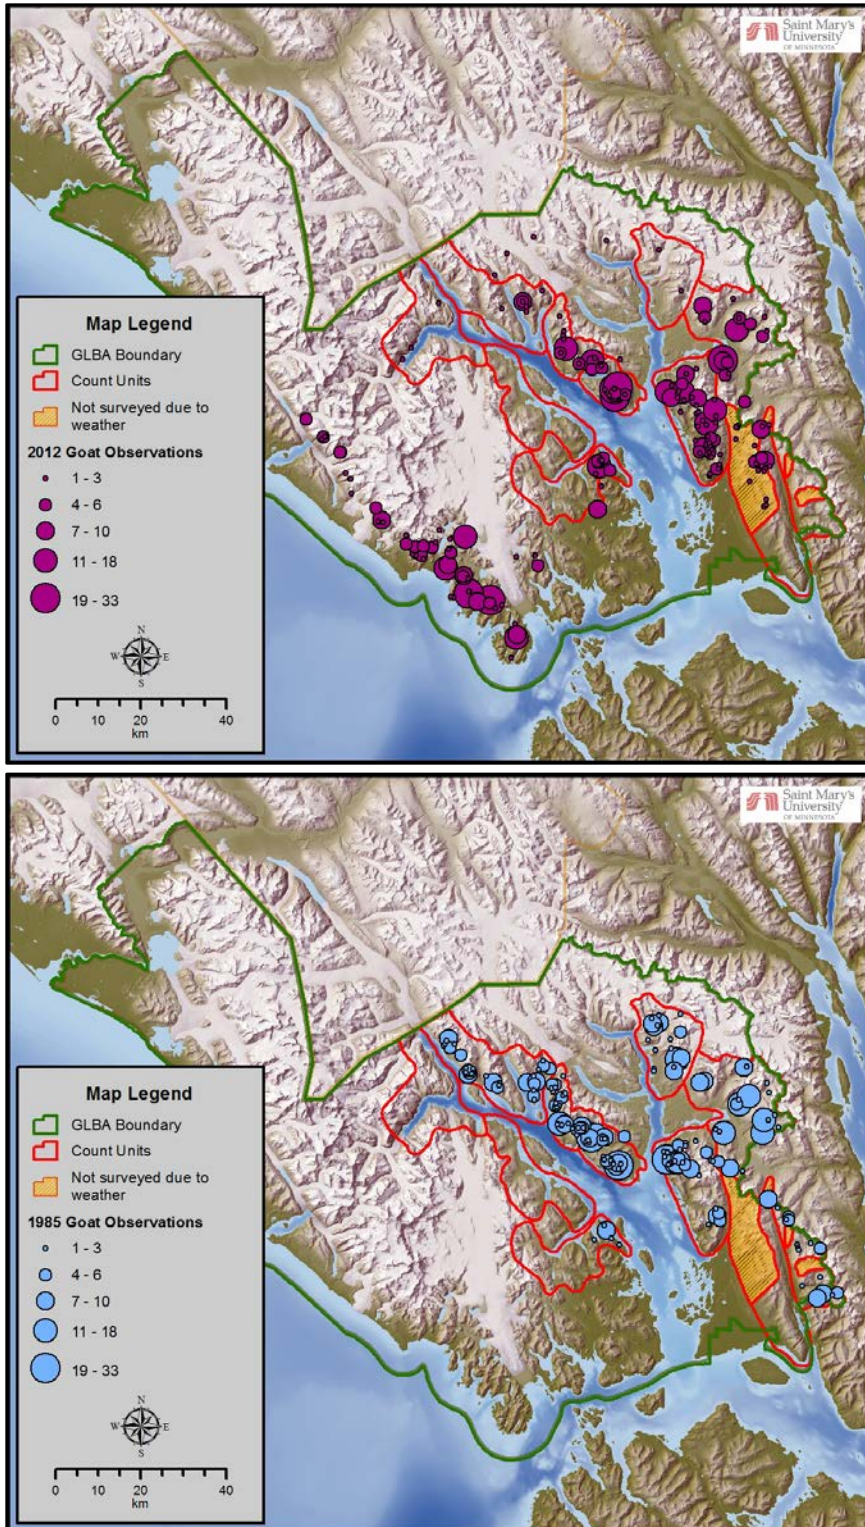 Saint Mary's
University
OF MINNESOTA
Map Legend
GLBA Boundary
Count Units
Not surveyed due to
weather
2012 Goat Observations
1 - 3
4 - 6
7 - 10
11 - 18
19 - 33
N
W E
S
0 10 20 40
km
Saint Mary's
University
OF MINNESOTA
Map Legend
GLBA Boundary
Count Units
Not surveyed due to
weather
1985 Goat Observations
1 - 3
4 - 6
7 - 10
11 - 18
19 - 33
N
W E
S
0 10 20 40
km